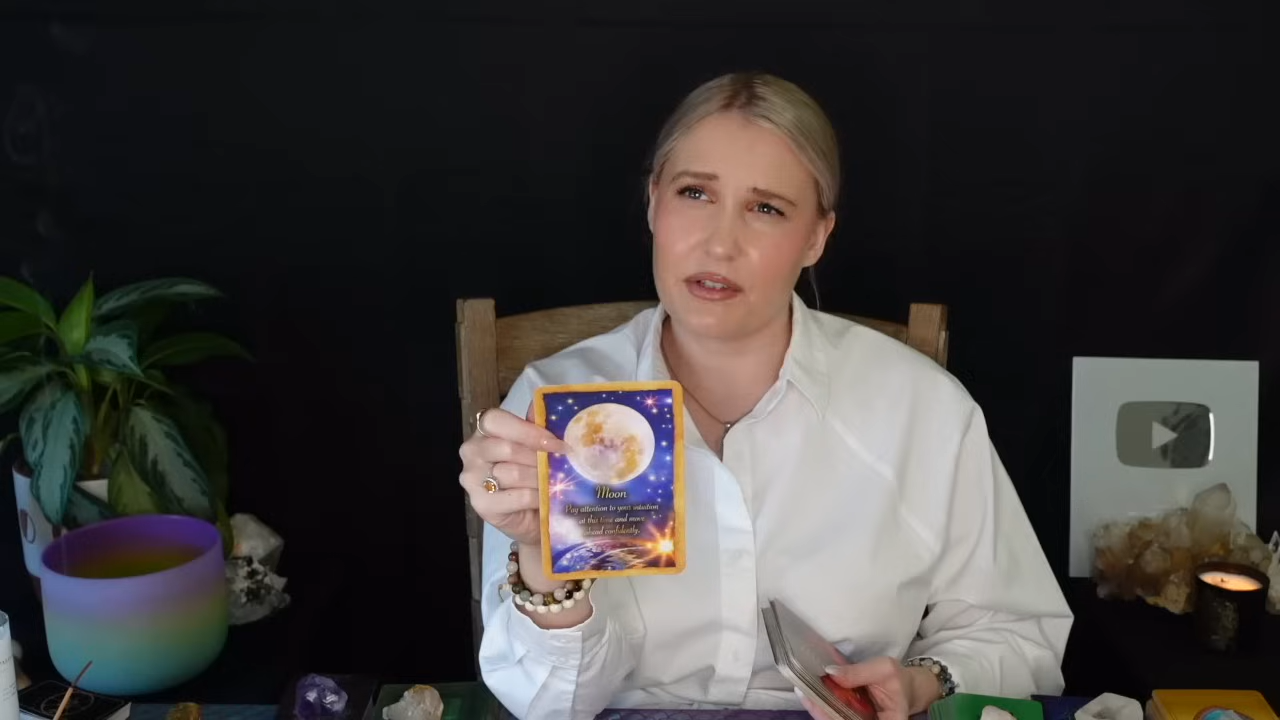 Moon
Pay attention to your intuition
at this time and move
ahead confidently.